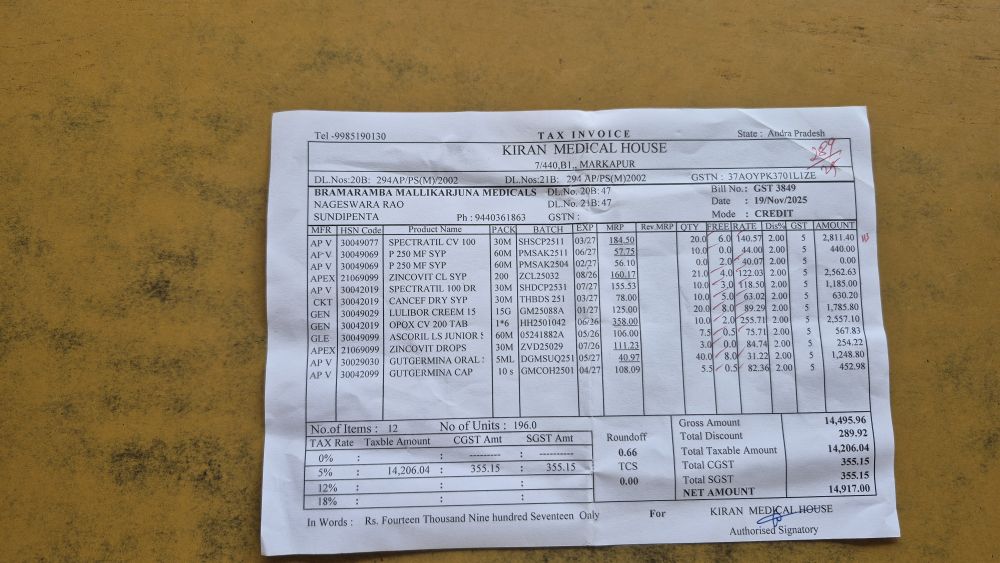 Tel -9985190130 TAX INVOICE State : Andra Pradesh
KIRAN MEDICAL HOUSE
7/440,B1,, MARKAPUR
289/29
DL.Nos:20B: 294AP/PS(M)/2002 DL.Nos:21B: 294 AP/PS(M)/2002 GSTN : 37AOYPK3701L1ZE
BRAMARAMBA MALLIKARJUNA MEDICALS DL.No. 20B: 47 Bill No.: GST 3849
NAGESWARA RAO DL.No. 21B: 47 Date : 19/Nov/2025
SUNDIPENTA Ph : 9440361863 GSTN : Mode : CREDIT
MFR HSN Code Product Name PACK BATCH EXP MRP Rev.MRP QTY FREE RATE Dis% GST AMOUNT
AP V 30049077 SPECTRATIL CV 100 30M SHSCP2511 03/27 184.50 20.0 6.0 140.57 2.00 5 2,811.40
AP V 30049069 P 250 MF SYP 60M PMSAK2511 06/27 57.75 10.0 0.0 44.00 2.00 5 440.00
AP V 30049069 P 250 MF SYP 60M PMSAK2504 02/27 56.10 0.0 2.0 40.07 2.00 5 0.00
APEX 21069099 ZINCOVIT CL SYP 200 ZCL25032 08/26 160.17 21.0 4.0 122.03 2.00 5 2,562.63
AP V 30042019 SPECTRATIL 100 DR 30M SHDCP2531 07/27 155.53 10.0 3.0 118.50 2.00 5 1,185.00
CKT 30042019 CANCEF DRY SYP 30M THBDS 251 03/27 78.00 10.0 5.0 63.02 2.00 5 630.20
GEN 30049029 LULIBOR CREEM 15 15G GM25088A 01/27 125.00 20.0 8.0 89.29 2.00 5 1,785.80
GEN 30042019 OPOX CV 200 TAB 1*6 HH2501042 06/26 358.00 10.0 2.0 255.71 2.00 5 2,557.10
GLE 30049099 ASCORIL LS JUNIOR S 60M 05241882A 05/26 106.00 7.5 0.5 75.71 2.00 5 567.83
APEX 21069099 ZINCOVIT DROPS 30M ZVD25029 07/26 111.23 3.0 0.0 84.74 2.00 5 254.22
AP V 30029030 GUTGERMINA ORAL S 5ML DGMSUQ251 05/27 40.97 40.0 8.0 31.22 2.00 5 1,248.80
AP V 30042099 GUTGERMINA CAP 10 s GMCOH2501 04/27 108.09 5.5 0.5 82.36 2.00 5 452.98
No.of Items : 12 No of Units : 196.0 Gross Amount 14,495.96
TAX Rate Taxble Amount CGST Amt SGST Amt Roundoff Total Discount 289.92
0% : : --------- : ---------- 0.66 Total Taxable Amount 14,206.04
5% : 14,206.04 : 355.15 : 355.15 TCS Total CGST 355.15
12% : : : 0.00 Total SGST 355.15
18% : : : NET AMOUNT 14,917.00
In Words : Rs. Fourteen Thousand Nine hundred Seventeen Only For KIRAN MEDICAL HOUSE
Authorised Signatory